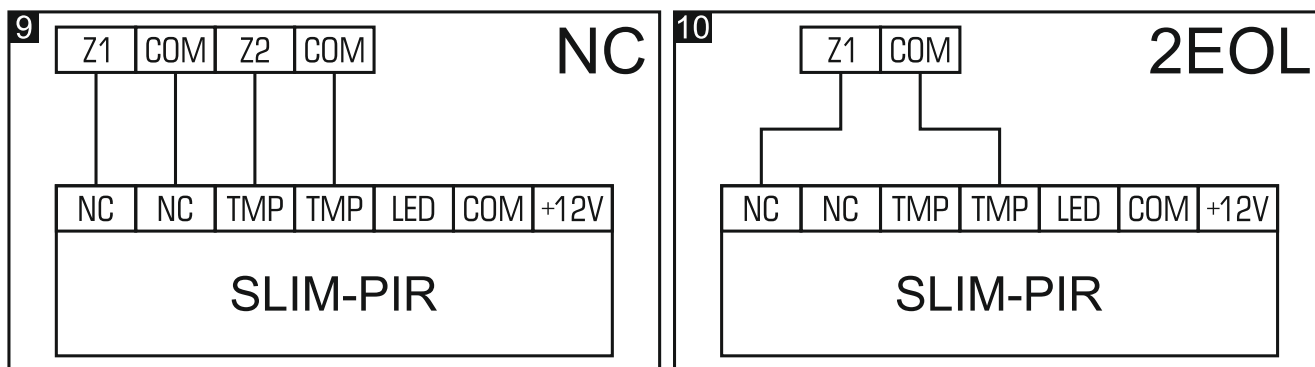 9
Z1 COM Z2 COM
NC
NC NC TMP TMP LED COM +12V
SLIM-PIR
10
Z1 COM
2EOL
NC NC TMP TMP LED COM +12V
SLIM-PIR